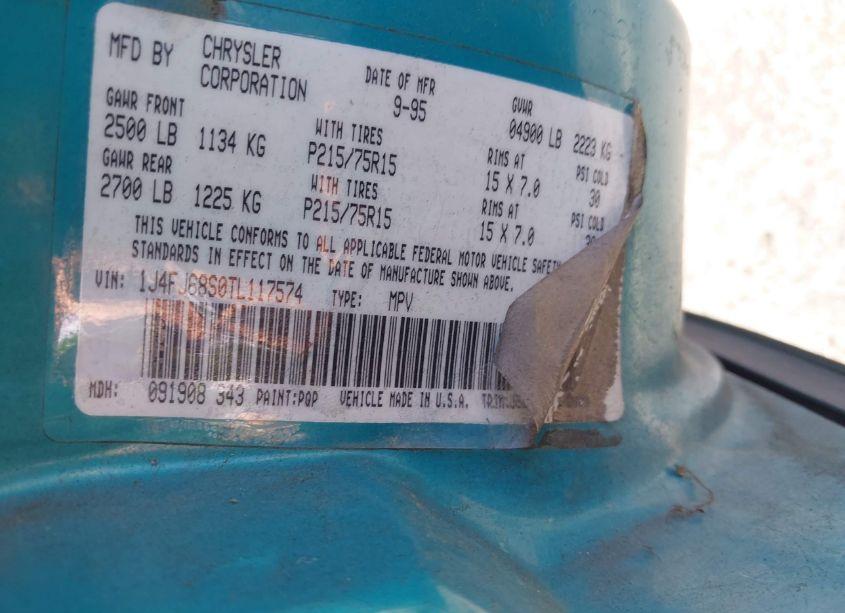 MFD BY CHRYSLER CORPORATION DATE OF MFR 9-95 GVWR 04900 LB 2223 KG
GAWR FRONT 2500 LB 1134 KG WITH TIRES P215/75R15 RIMS AT 15 X 7.0 PSI COLD 30
GAWR REAR 2700 LB 1225 KG WITH TIRES P215/75R15 RIMS AT 15 X 7.0 PSI COLD
THIS VEHICLE CONFORMS TO ALL APPLICABLE FEDERAL MOTOR VEHICLE SAFETY
STANDARDS IN EFFECT ON THE DATE OF MANUFACTURE SHOWN ABOVE.
VIN: 1J4FJ68S0TL117574 TYPE: MPV
MDH: 091908 343 PAINT:PQP VEHICLE MADE IN U.S.A.